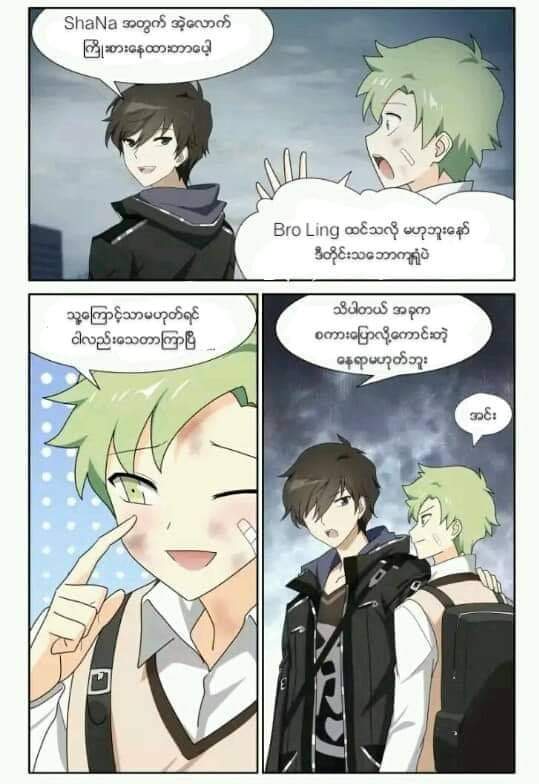 ShaNa အတွက် အဲ့လောက်
ကြိုးစားနေထားတာပေါ့
Bro Ling ထင်သလို မဟုဘူးနော်
ဒီတိုင်းသဘောကျရုံပဲ
သူ့ကြောင့်သာမဟုတ်ရင်
ငါလည်းသေတာကြာပြီ ...
သိပါတယ် အခုက
စကားပြောလို့ကောင်းတဲ့
နေရာမဟုတ်ဘူး
အင်း